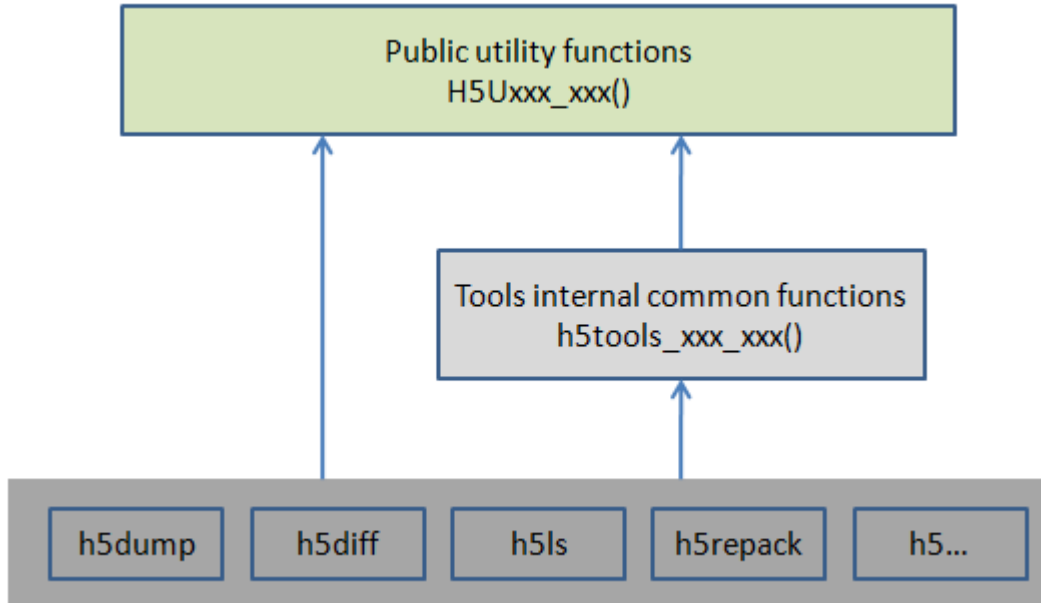 Public utility functions
H5Uxxx_xxx()
Tools internal common functions
h5tools_xxx_xxx()
h5dump
h5diff
h5ls
h5repack
h5...